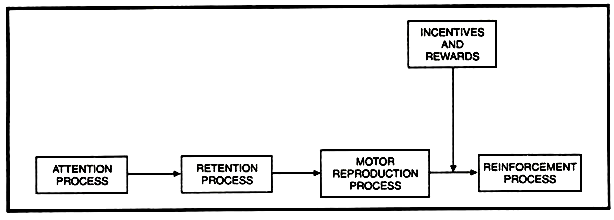 INCENTIVES
AND
REWARDS
ATTENTION
PROCESS
RETENTION
PROCESS
MOTOR
REPRODUCTION
PROCESS
REINFORCEMENT
PROCESS